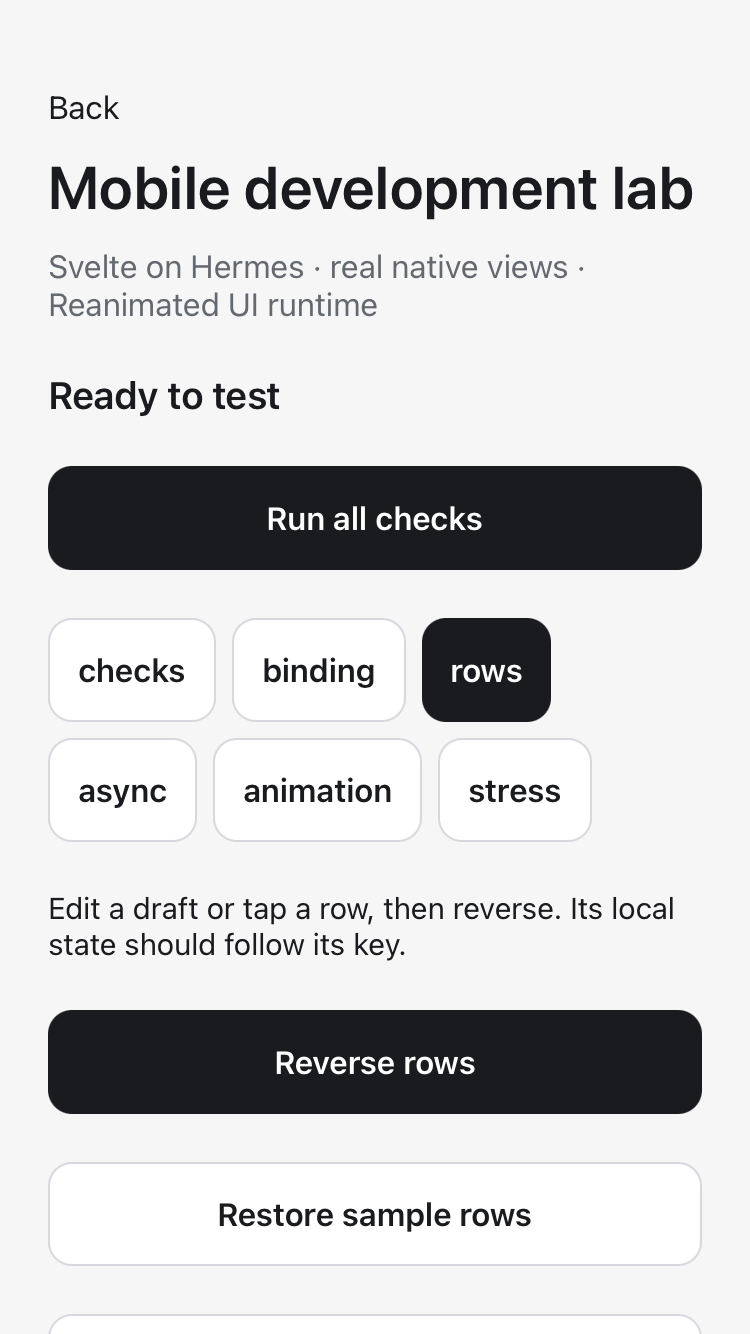 Back
Mobile development lab
Svelte on Hermes · real native views ·
Reanimated UI runtime
Ready to test
Run all checks
checks
binding
rows
async
animation
stress
Edit a draft or tap a row, then reverse. Its local
state should follow its key.
Reverse rows
Restore sample rows